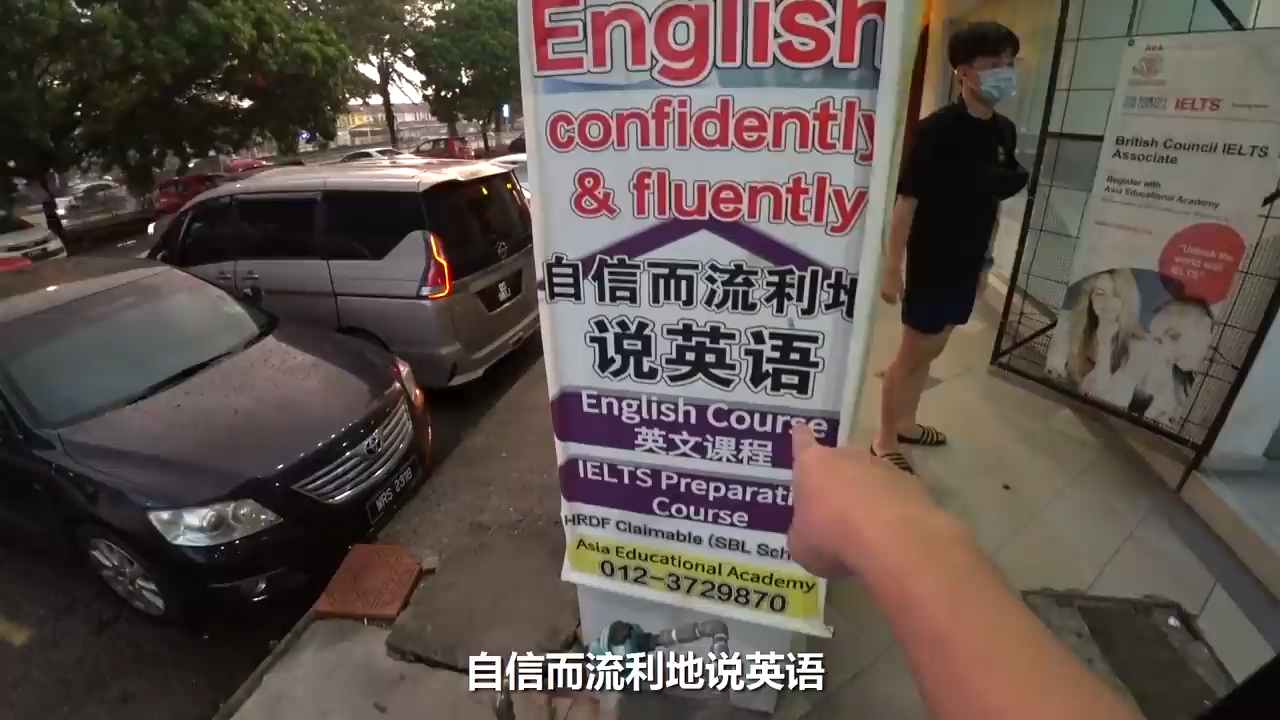 English
confidently
& fluently
自信而流利地
说英语
English Course
英文课程
IELTS Preparati
Course
HRDF Claimable (SBL Sch
Asia Educational Academy
012-3729870
WRS 2318
IELTS
British Council IELTS
Associate
Register with
Asia Educational Academy
"Unlock the
world with
IELTS"
自信而流利地说英语